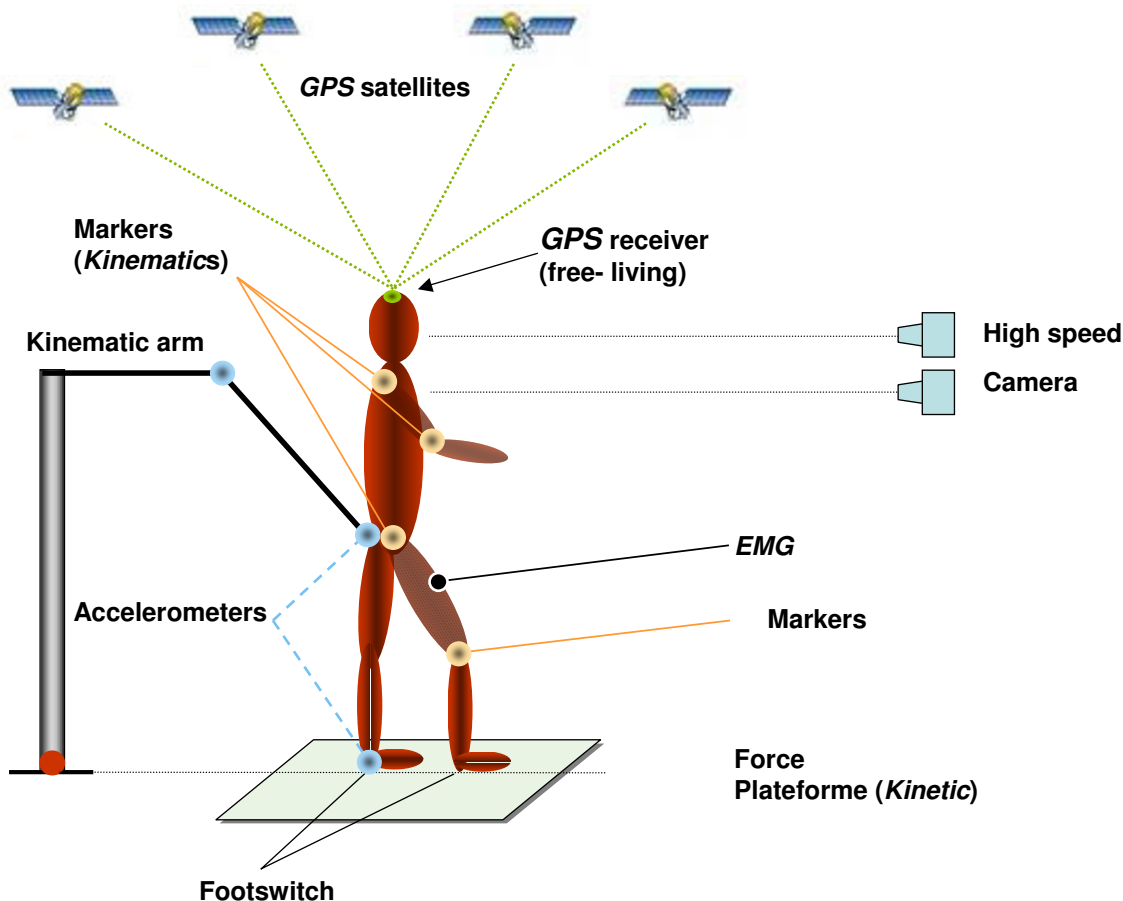 GPS satellites
Markers
(Kinematics)
GPS receiver
(free- living)
Kinematic arm
High speed
Camera
EMG
Accelerometers
Markers
Force
Plateforme (Kinetic)
Footswitch